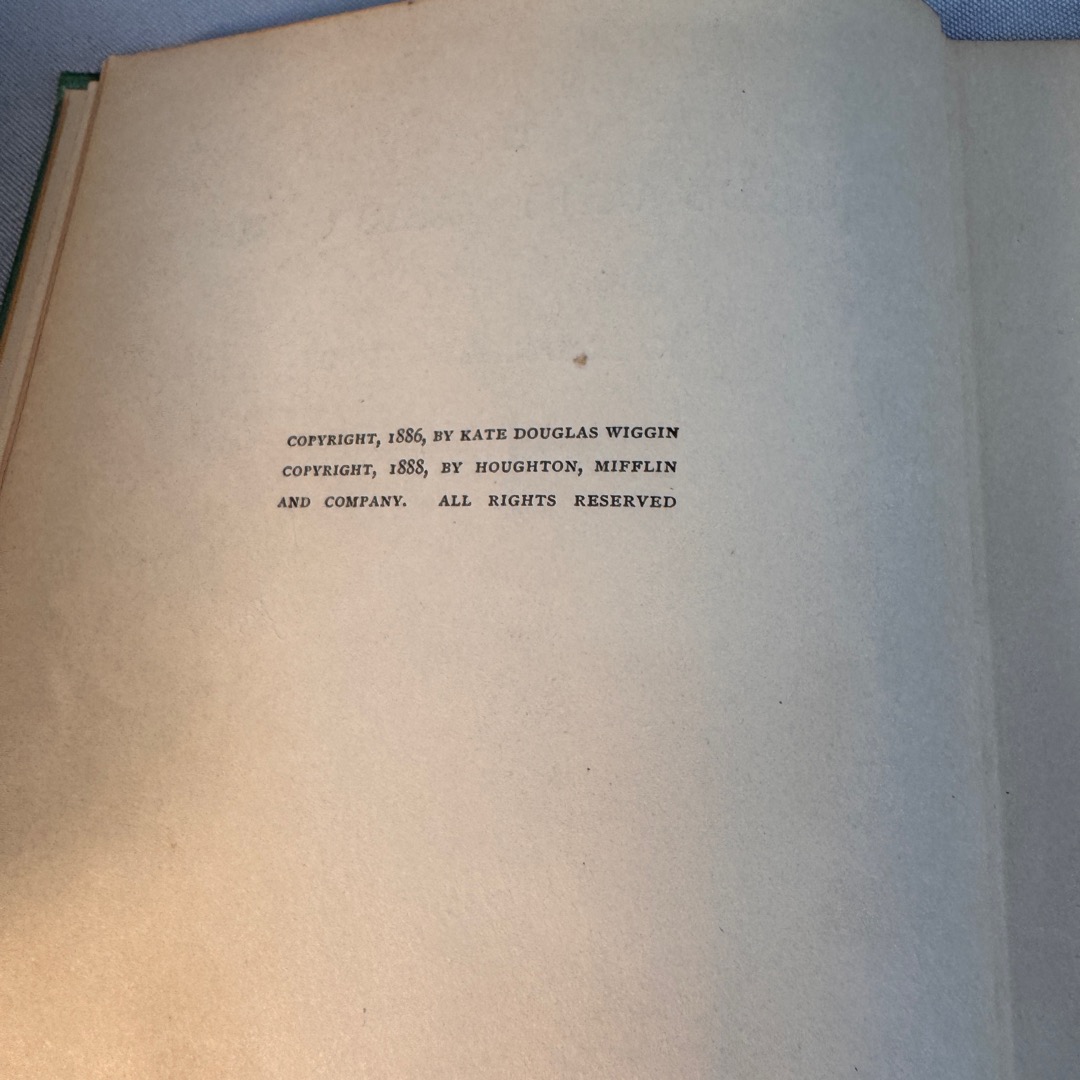 COPYRIGHT, 1886, BY KATE DOUGLAS WIGGIN
COPYRIGHT, 1888, BY HOUGHTON, MIFFLIN
AND COMPANY. ALL RIGHTS RESERVED